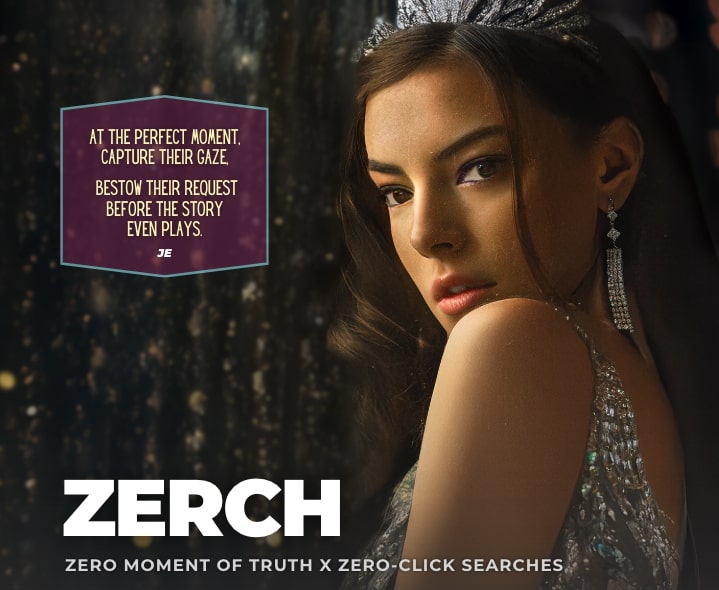 AT THE PERFECT MOMENT,
CAPTURE THEIR GAZE,
BESTOW THEIR REQUEST
BEFORE THE STORY
EVEN PLAYS.
JE
ZERCH
ZERO MOMENT OF TRUTH X ZERO-CLICK SEARCHES